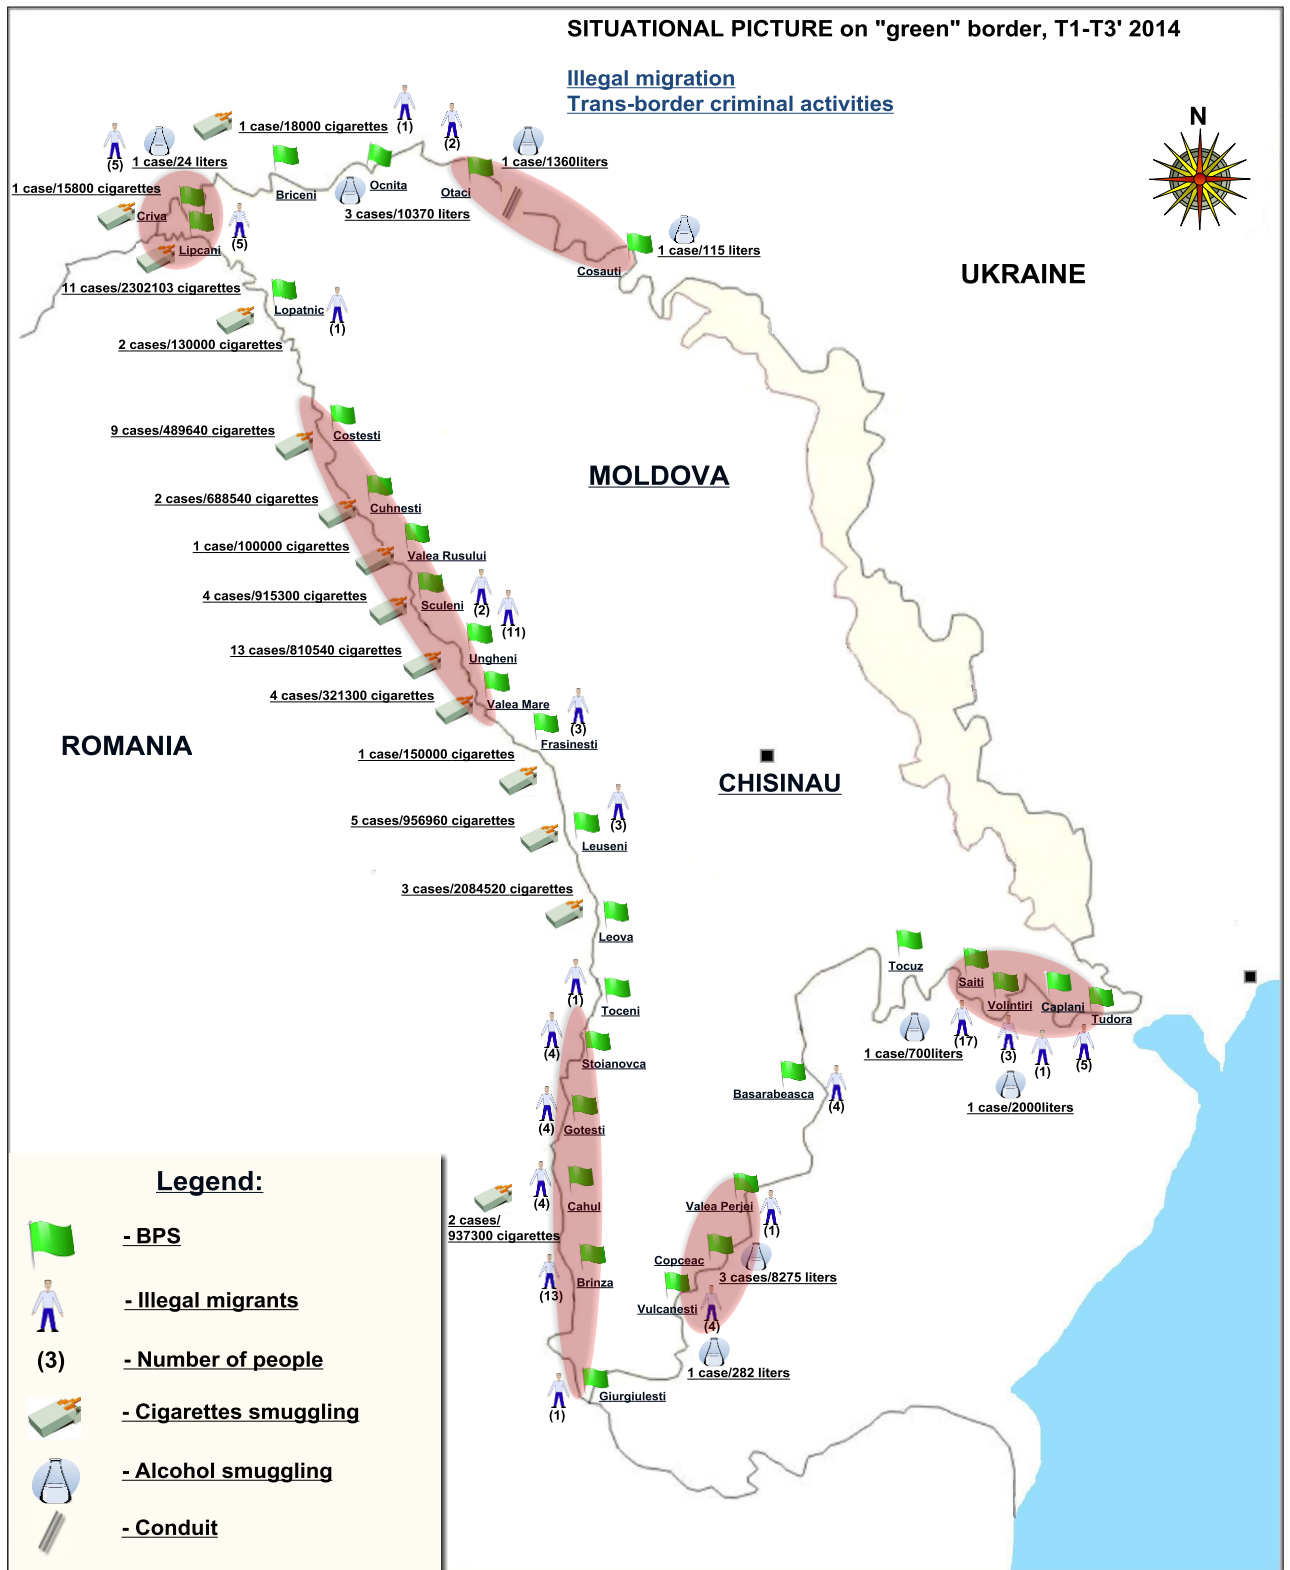 SITUATIONAL PICTURE on "green" border, T1-T3' 2014
Illegal migration
Trans-border criminal activities
N
1 case/18000 cigarettes
(1)
(2)
(5)
1 case/24 liters
1 case/1360liters
1 case/15800 cigarettes
Briceni
Ocnita
Otaci
3 cases/10370 liters
Criva
(5)
Lipcani
1 case/115 liters
Cosauti
UKRAINE
11 cases/2302103 cigarettes
Lopatnic
(1)
2 cases/130000 cigarettes
9 cases/489640 cigarettes
Costesti
MOLDOVA
2 cases/688540 cigarettes
Cuhnesti
1 case/100000 cigarettes
Valea Rusului
4 cases/915300 cigarettes
Sculeni
(2)
(11)
13 cases/810540 cigarettes
Ungheni
4 cases/321300 cigarettes
Valea Mare
(3)
Frasinesti
ROMANIA
1 case/150000 cigarettes
CHISINAU
5 cases/956960 cigarettes
(3)
Leuseni
3 cases/2084520 cigarettes
Leova
Tocuz
Saiti
(1)
Toceni
Volintiri
Caplani
Tudora
(4)
Stoianovca
1 case/700liters
(17)
(3)
(1)
(5)
Basarabeasca
(4)
1 case/2000liters
(4)
Gotesti
(4)
Cahul
Valea Perjei
2 cases/
937300 cigarettes
(1)
Copceac
3 cases/8275 liters
Brinza
(13)
Vulcanesti
(4)
1 case/282 liters
Giurgiulesti
(1)
Legend:
- BPS
- Illegal migrants
(3)
- Number of people
- Cigarettes smuggling
- Alcohol smuggling
- Conduit